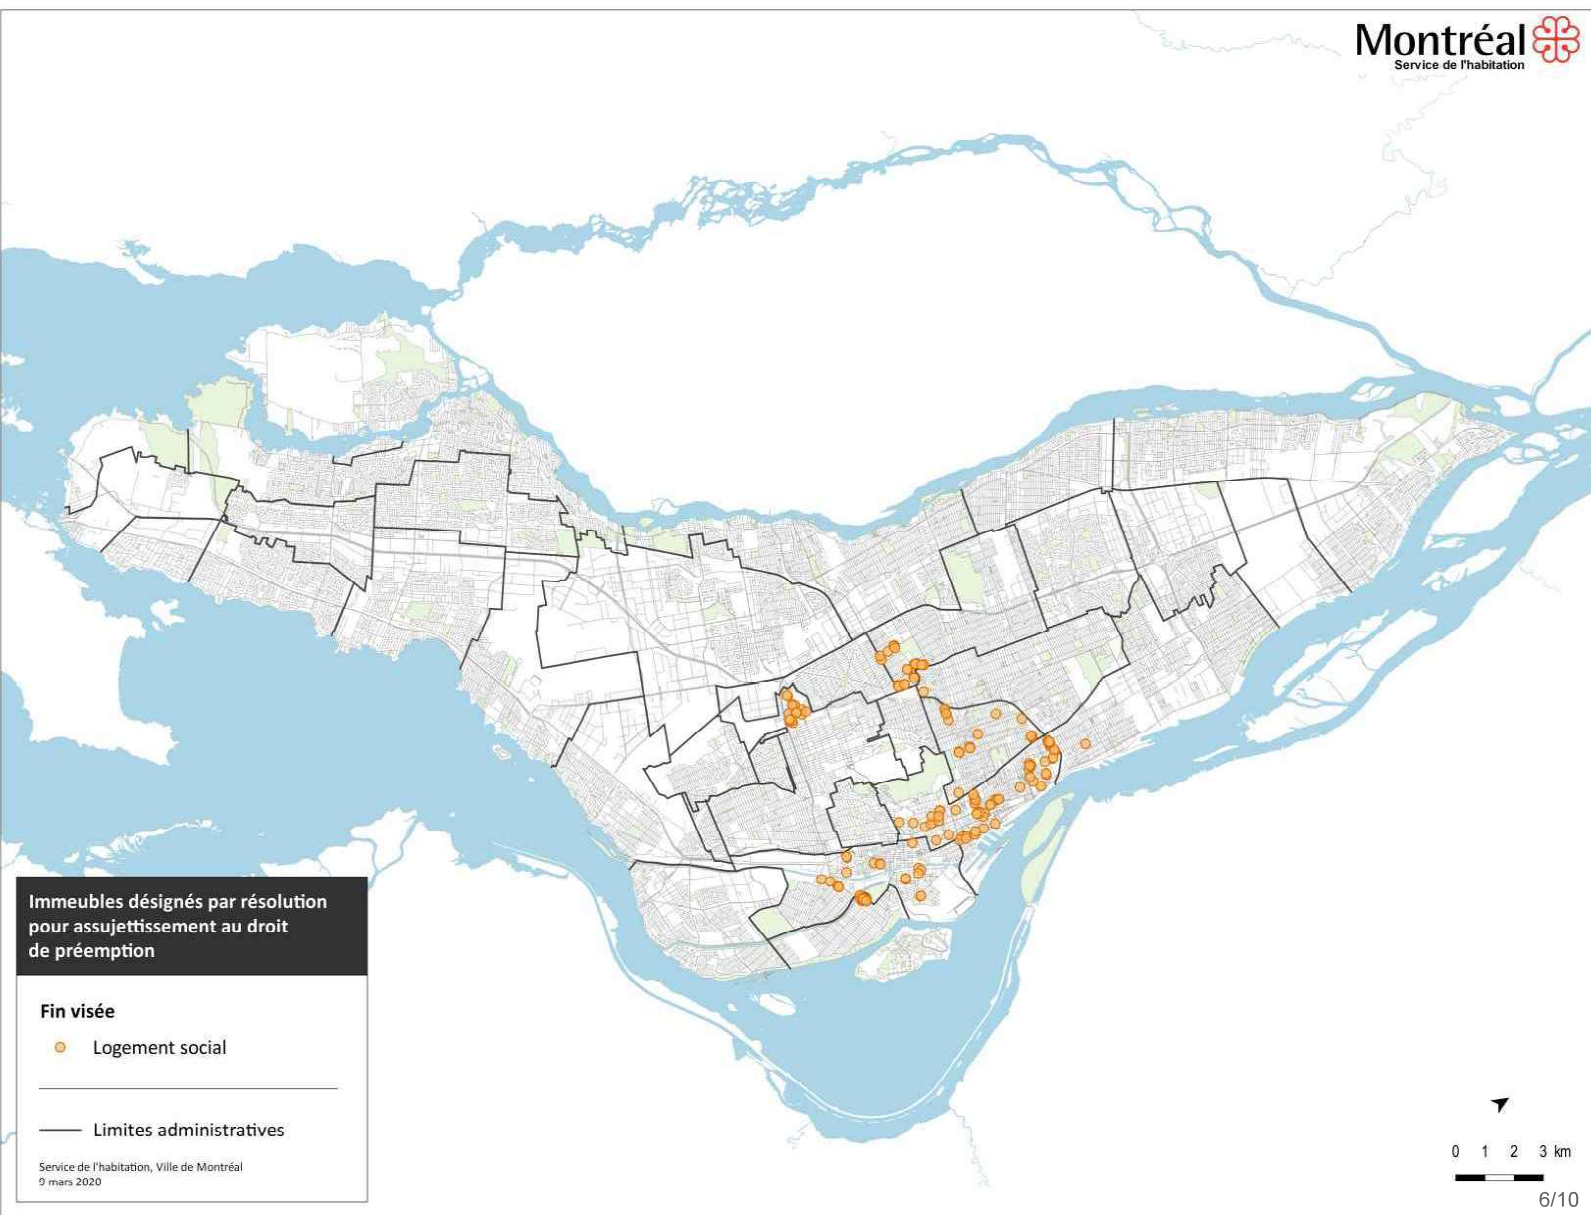 Montréal
Service de l'habitation
Immeubles désignés par résolution
pour assujettissement au droit
de préemption
Fin visée
Logement social
Limites administratives
Service de l'habitation, Ville de Montréal
9 mars 2020
0 1 2 3 km
6/10